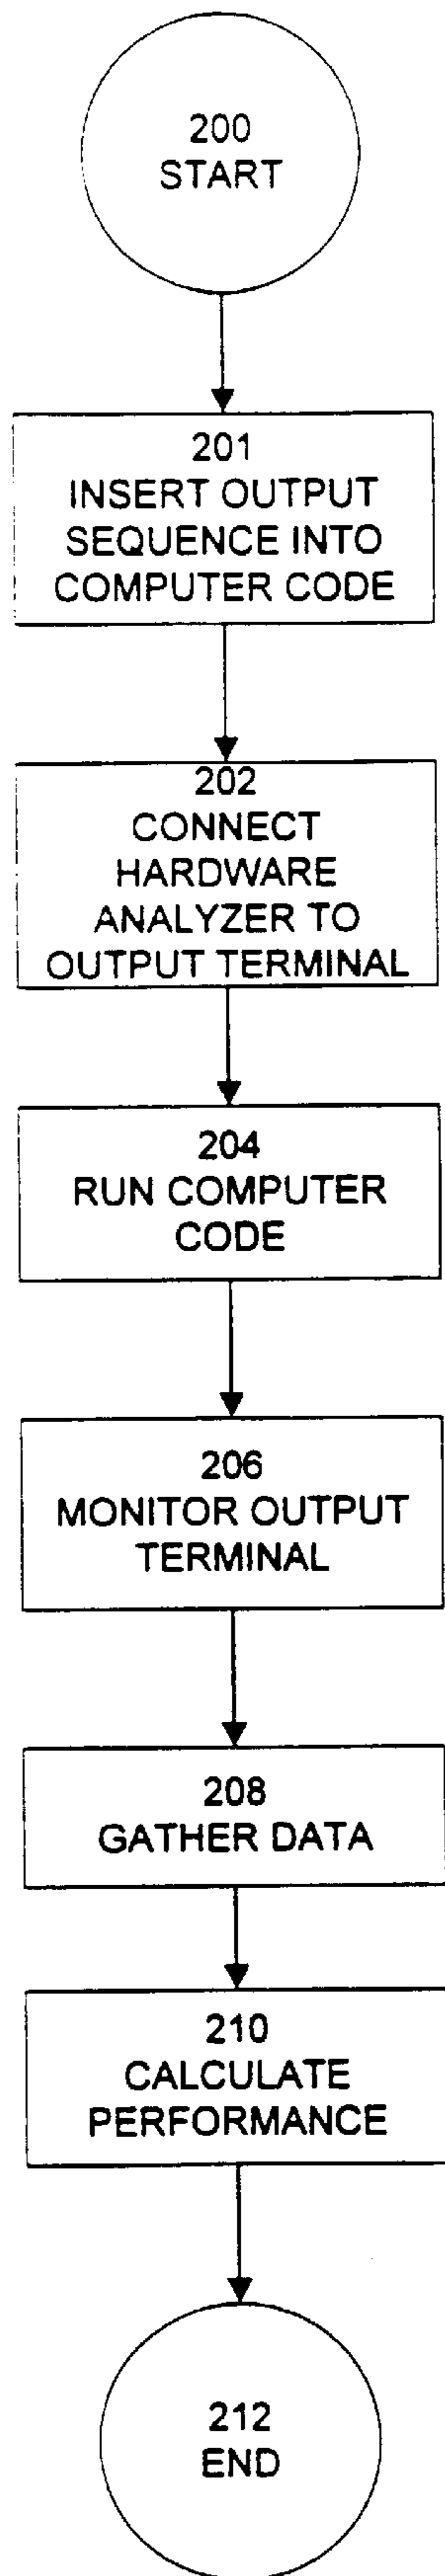 200
START
201
INSERT OUTPUT
SEQUENCE INTO
COMPUTER CODE
202
CONNECT
HARDWARE
ANALYZER TO
OUTPUT TERMINAL
204
RUN COMPUTER
CODE
206
MONITOR OUTPUT
TERMINAL
208
GATHER DATA
210
CALCULATE
PERFORMANCE
212
END